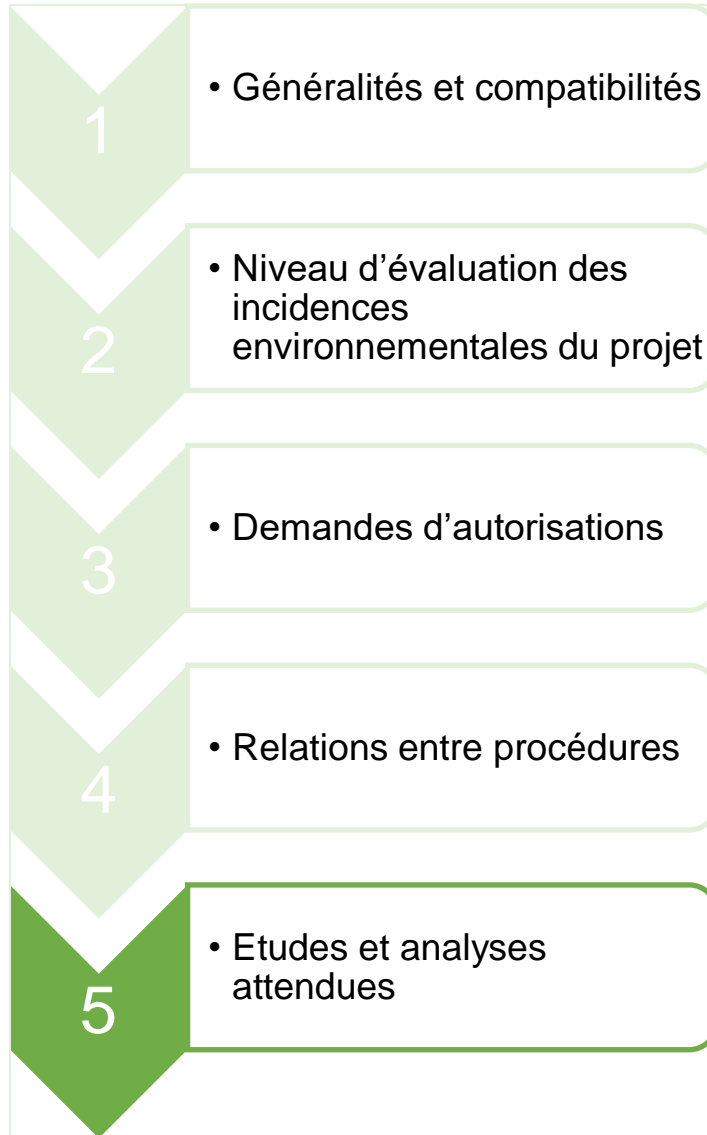 1
• Généralités et compatibilités
2
• Niveau d’évaluation des
incidences
environnementales du projet
3
• Demandes d’autorisations
4
• Relations entre procédures
5
• Etudes et analyses
attendues